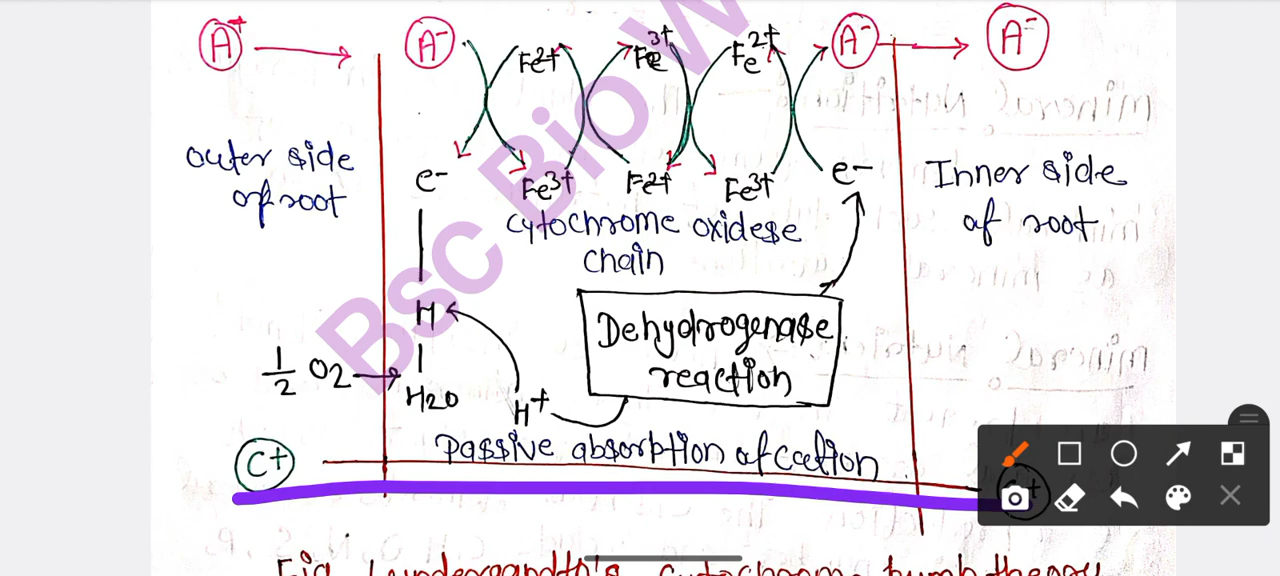 A+ A- Fe2+ Fe3+ Fe2+ A- A-
outer side of root
e- Fe3+ Fe2+ Fe3+ e-
Inner side of root
cytochrome oxidese
chain
H
Dehydrogenase
reaction
1/2 O2
H2O
H+
Passive absorption of cation
C+
Bsc Bio